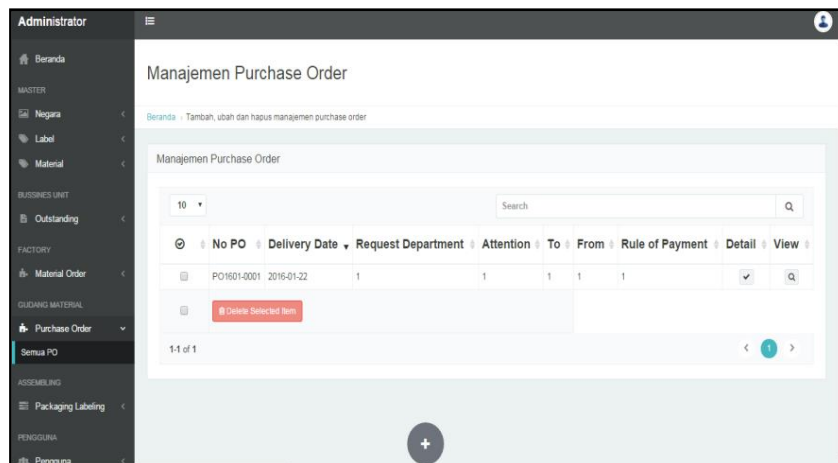 Administrator
Beranda
MASTER
Negara
Label
Material
BUSSINES UNIT
Outstanding
FACTORY
Material Order
GUDANG MATERIAL
Purchase Order
Semua PO
ASSEMBLING
Packaging Labeling
PENGGUNA
Pengguna
Manajemen Purchase Order
Beranda › Tambah, ubah dan hapus manajemen purchase order
Manajemen Purchase Order
10
Search
No PO Delivery Date Request Department Attention To From Rule of Payment Detail View
PO1601-0001 2016-01-22 1 1 1 1 1
Delete Selected Item
1-1 of 1
< 1 >
+